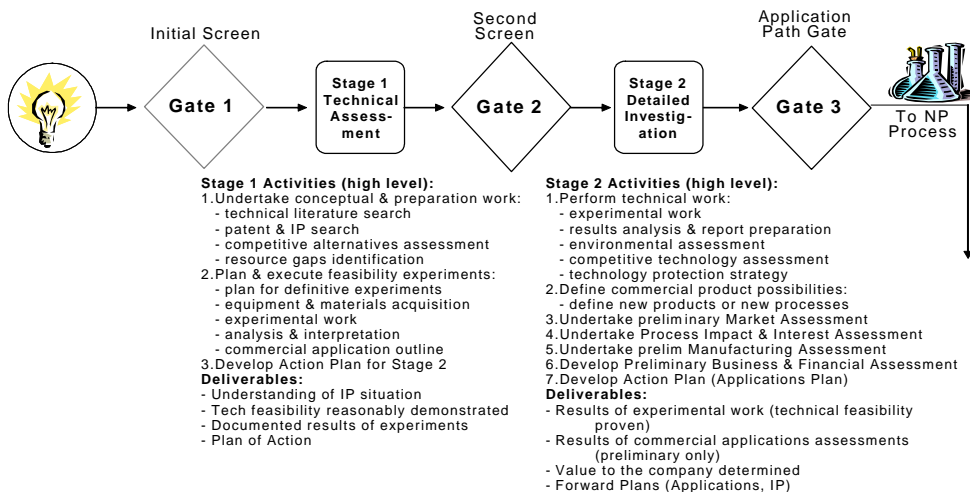 Initial Screen
Second
Screen
Application
Path Gate
Gate 1
Stage 1
Technical
Assess-
ment
Gate 2
Stage 2
Detailed
Investig-
ation
Gate 3
To NP
Process
Stage 1 Activities (high level):
1.Undertake conceptual & preparation work:
- technical literature search
- patent & IP search
- competitive alternatives assessment
- resource gaps identification
2.Plan & execute feasibility experiments:
- plan for definitive experiments
- equipment & materials acquisition
- experimental work
- analysis & interpretation
- commercial application outline
3.Develop Action Plan for Stage 2
Deliverables:
- Understanding of IP situation
- Tech feasibility reasonably demonstrated
- Documented results of experiments
- Plan of Action
Stage 2 Activities (high level):
1.Perform technical work:
- experimental work
- results analysis & report preparation
- environmental assessment
- competitive technology assessment
- technology protection strategy
2.Define commercial product possibilities:
- define new products or new processes
3.Undertake preliminary Market Assessment
4.Undertake Process Impact & Interest Assessment
5.Undertake prelim Manufacturing Assessment
6.Develop Preliminary Business & Financial Assessment
7.Develop Action Plan (Applications Plan)
Deliverables:
- Results of experimental work (technical feasibility
proven)
- Results of commercial applications assessments
(preliminary only)
- Value to the company determined
- Forward Plans (Applications, IP)